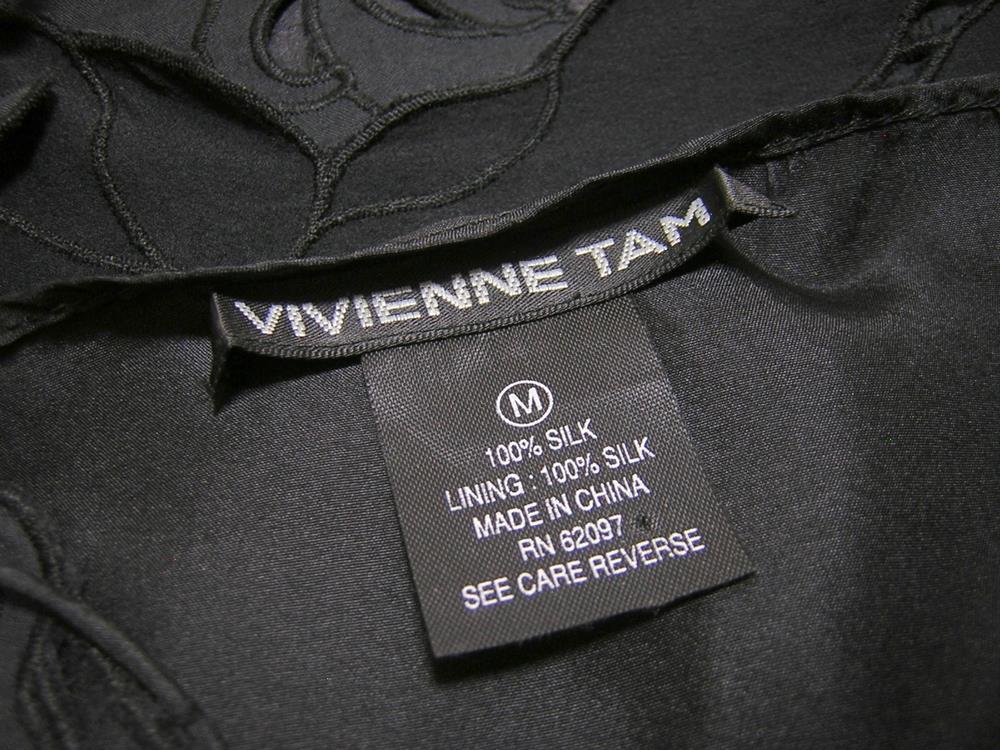 VIVIENNE TAM
M
100% SILK
LINING : 100% SILK
MADE IN CHINA
RN 62097
SEE CARE REVERSE